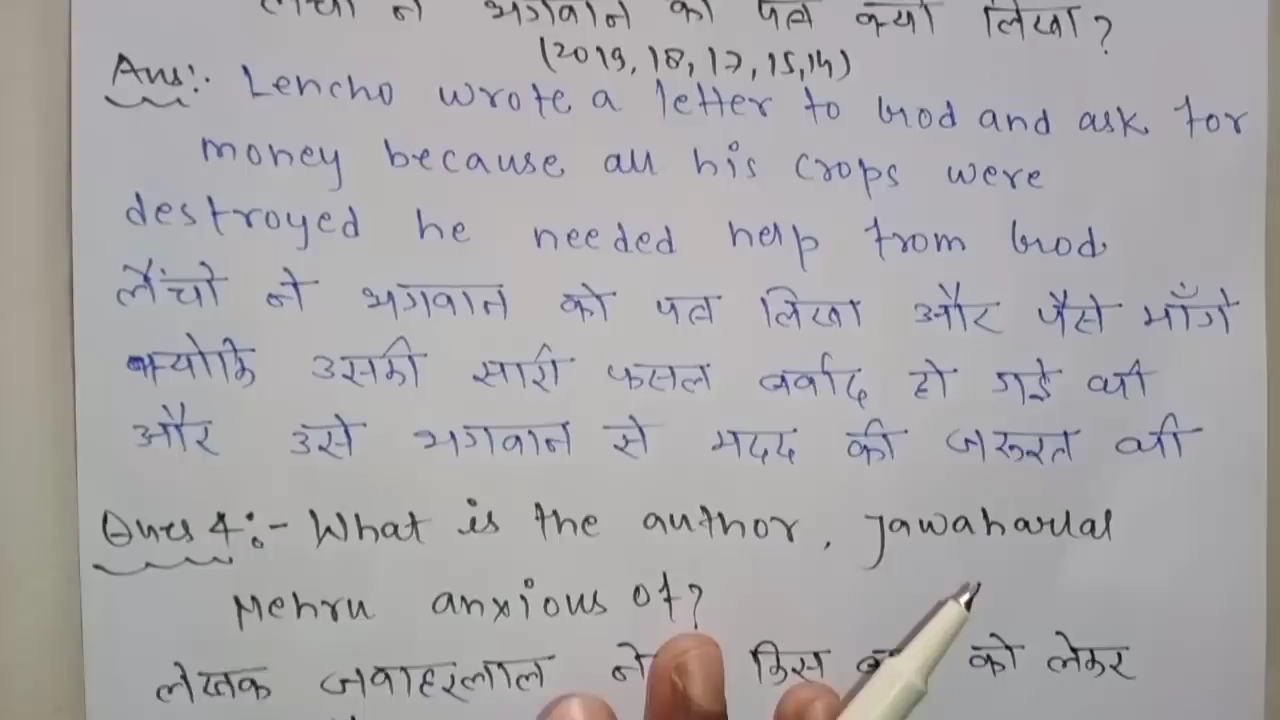 लेंचो ने भगवान को पत्र क्यों लिखा?
(2019, 18, 17, 15, 14)
Ans:. Lencho wrote a letter to God and ask for
money because all his crops were
destroyed he needed help from God
लेंचो ने भगवान को पत्र लिखा और पैसे माँगे
क्योकि उसकी सारी फसल बर्वाद हो गई थी
और उसे भगवान से मदद की जरूरत थी
Ques 4:- What is the author, Jawaharlal
Nehru anxious of?
लेखक जवाहरलाल ने किस को लेकर